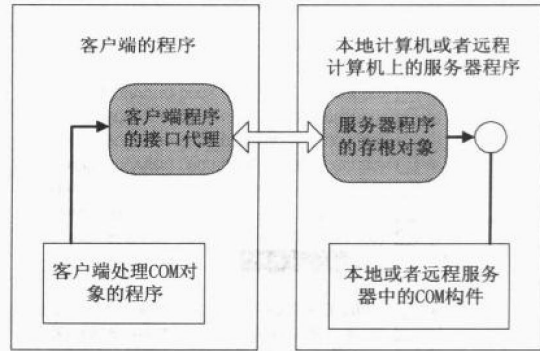 客户端的程序
本地计算机或者远程
计算机上的服务器程序
客户端程序
的接口代理
服务器程序
的存根对象
客户端处理COM对
象的程序
本地或者远程服务
器中的COM构件